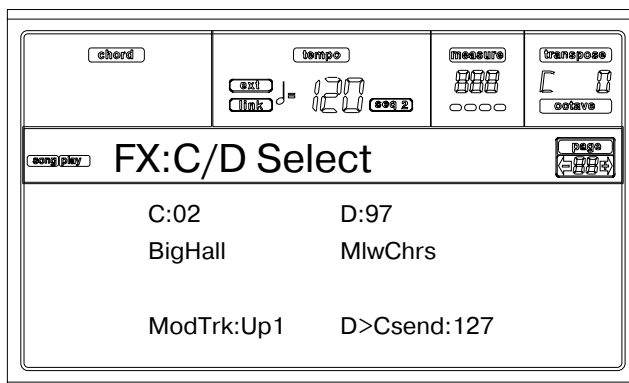 chord tempo measure transpose
ext link 120 seq 2 888 C 0 octave
song play FX:C/D Select page 88
C:02 D:97
BigHall MlwChrs
ModTrk:Up1 D>Csend:127